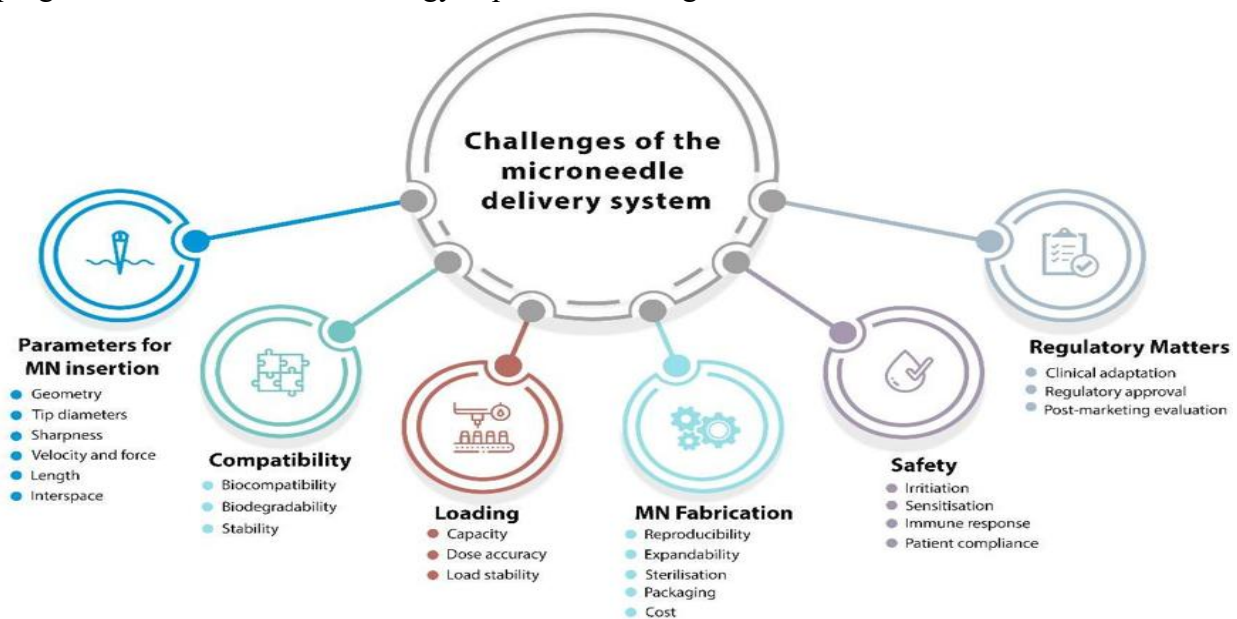 Challenges of the
microneedle
delivery system
Parameters for
MN insertion
Geometry
Tip diameters
Sharpness
Velocity and force
Length
Interspace
Compatibility
Biocompatibility
Biodegradability
Stability
Loading
Capacity
Dose accuracy
Load stability
MN Fabrication
Reproducibility
Expandability
Sterilisation
Packaging
Cost
Safety
Irritiation
Sensitisation
Immune response
Patient compliance
Regulatory Matters
Clinical adaptation
Regulatory approval
Post-marketing evaluation